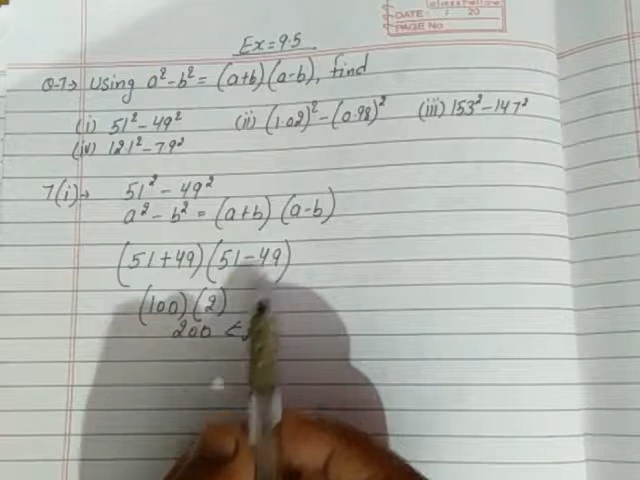 DATE: / 20
PAGE No
Ex=9.5
Q-7→ Using a²-b² = (a+b)(a-b), find
(i) 51²-49² (ii) (1.02)²-(0.98)² (iii) 153²-147²
(iv) 121²-79²
7(i)→ 51²-49²
a²-b² = (a+b)(a-b)
(51+49)(51-49)
(100)(2)
200 <